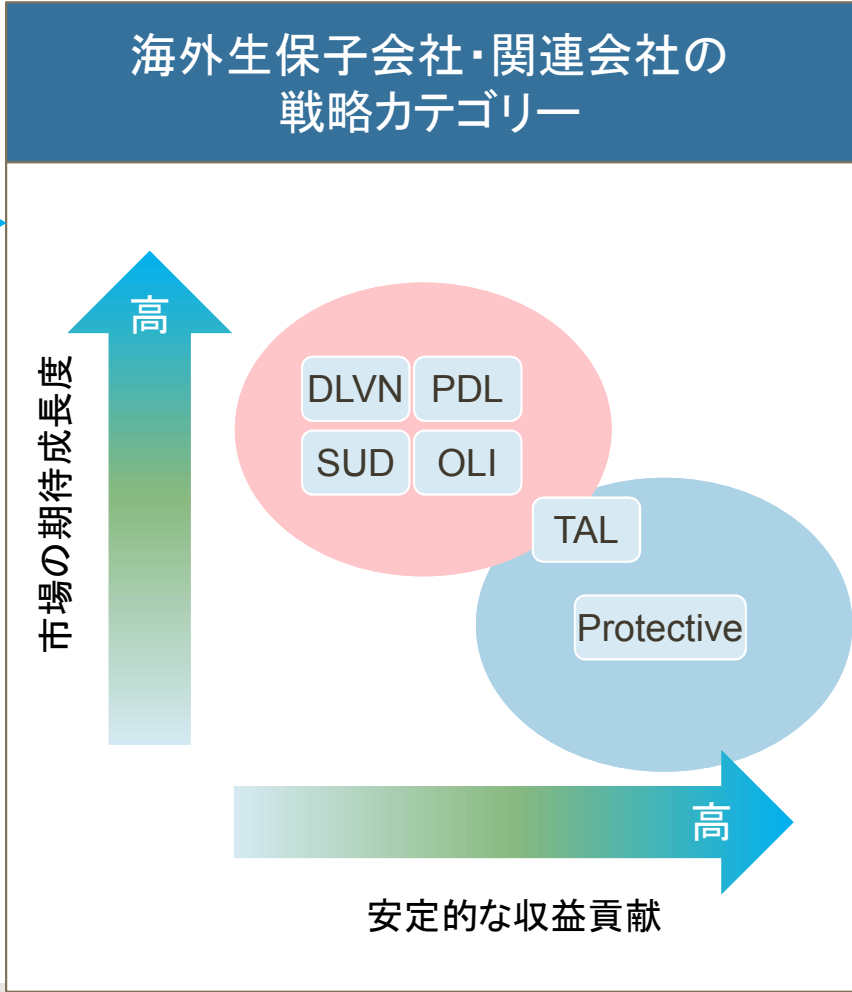 海外生保子会社・関連会社の
戦略カテゴリー
高
市場の期待成長度
DLVN PDL
SUD OLI
TAL
Protective
高
安定的な収益貢献